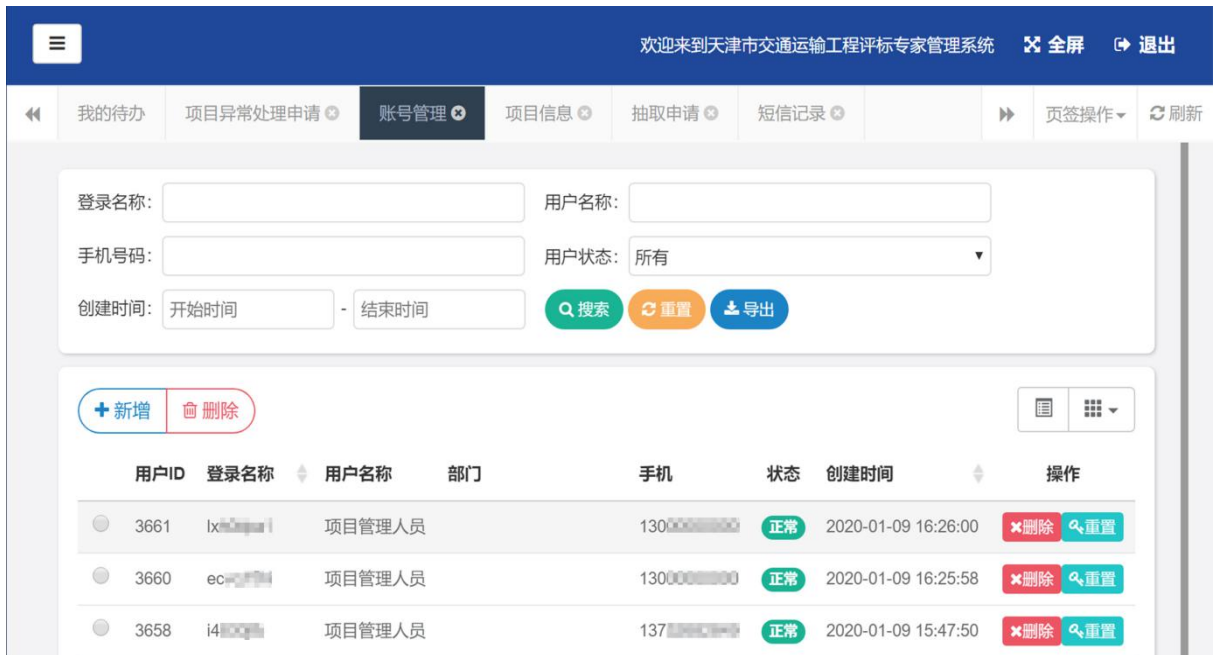 欢迎来到天津市交通运输工程评标专家管理系统 全屏 退出
我的待办 项目异常处理申请 账号管理 项目信息 抽取申请 短信记录 页签操作 刷新
登录名称: 用户名称:
手机号码: 用户状态: 所有
创建时间: 开始时间 - 结束时间 搜索 重置 导出
新增 删除
用户ID 登录名称 用户名称 部门 手机 状态 创建时间 操作
3661 项目管理人员 正常 2020-01-09 16:26:00 删除 重置
3660 项目管理人员 正常 2020-01-09 16:25:58 删除 重置
3658 项目管理人员 正常 2020-01-09 15:47:50 删除 重置